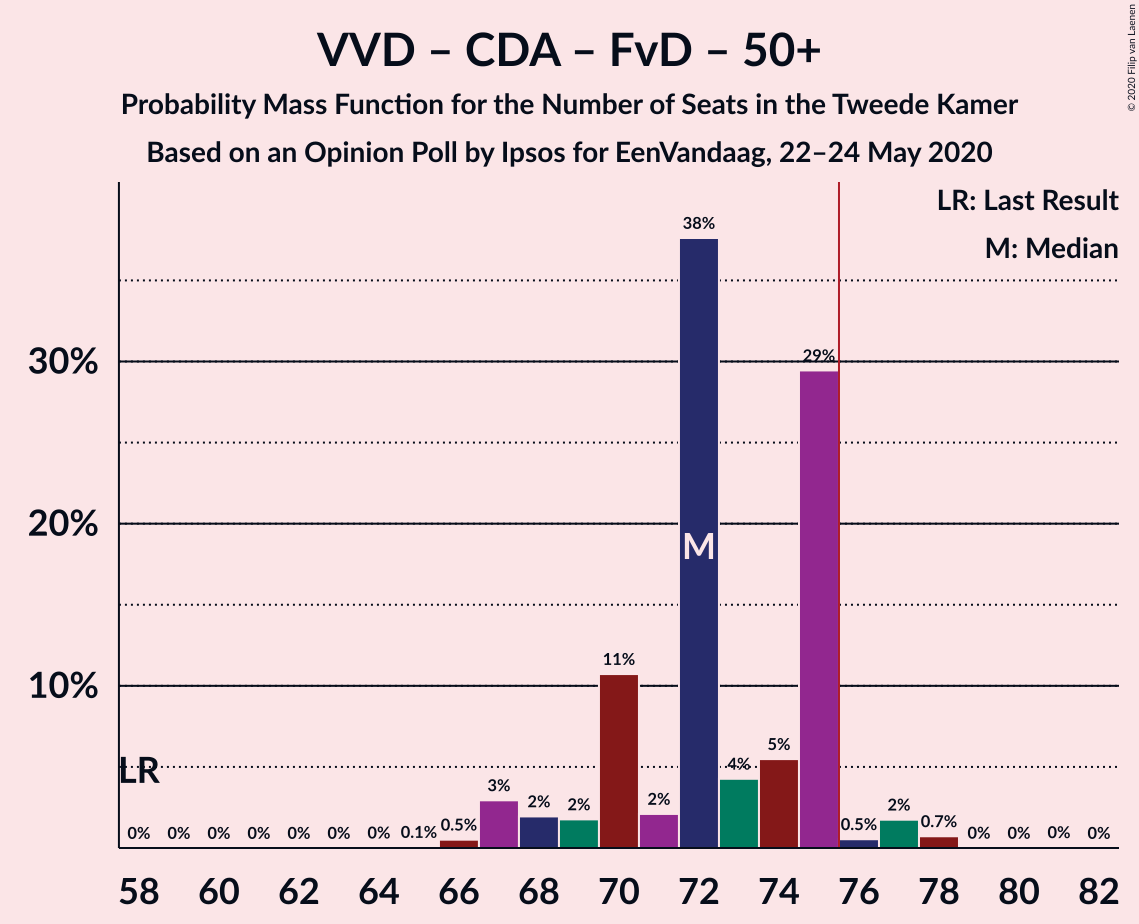 VVD – CDA – FvD – 50+
Probability Mass Function for the Number of Seats in the Tweede Kamer
Based on an Opinion Poll by Ipsos for EenVandaag, 22–24 May 2020
© 2020 Filip van Laenen
LR: Last Result
M: Median
38%
30%
29%
20%
M
11%
10%
LR
0% 0% 0% 0% 0% 0% 0% 0.1% 0.5% 3% 2% 2% 2% 4% 5% 0.5% 2% 0.7% 0% 0% 0% 0%
58 60 62 64 66 68 70 72 74 76 78 80 82